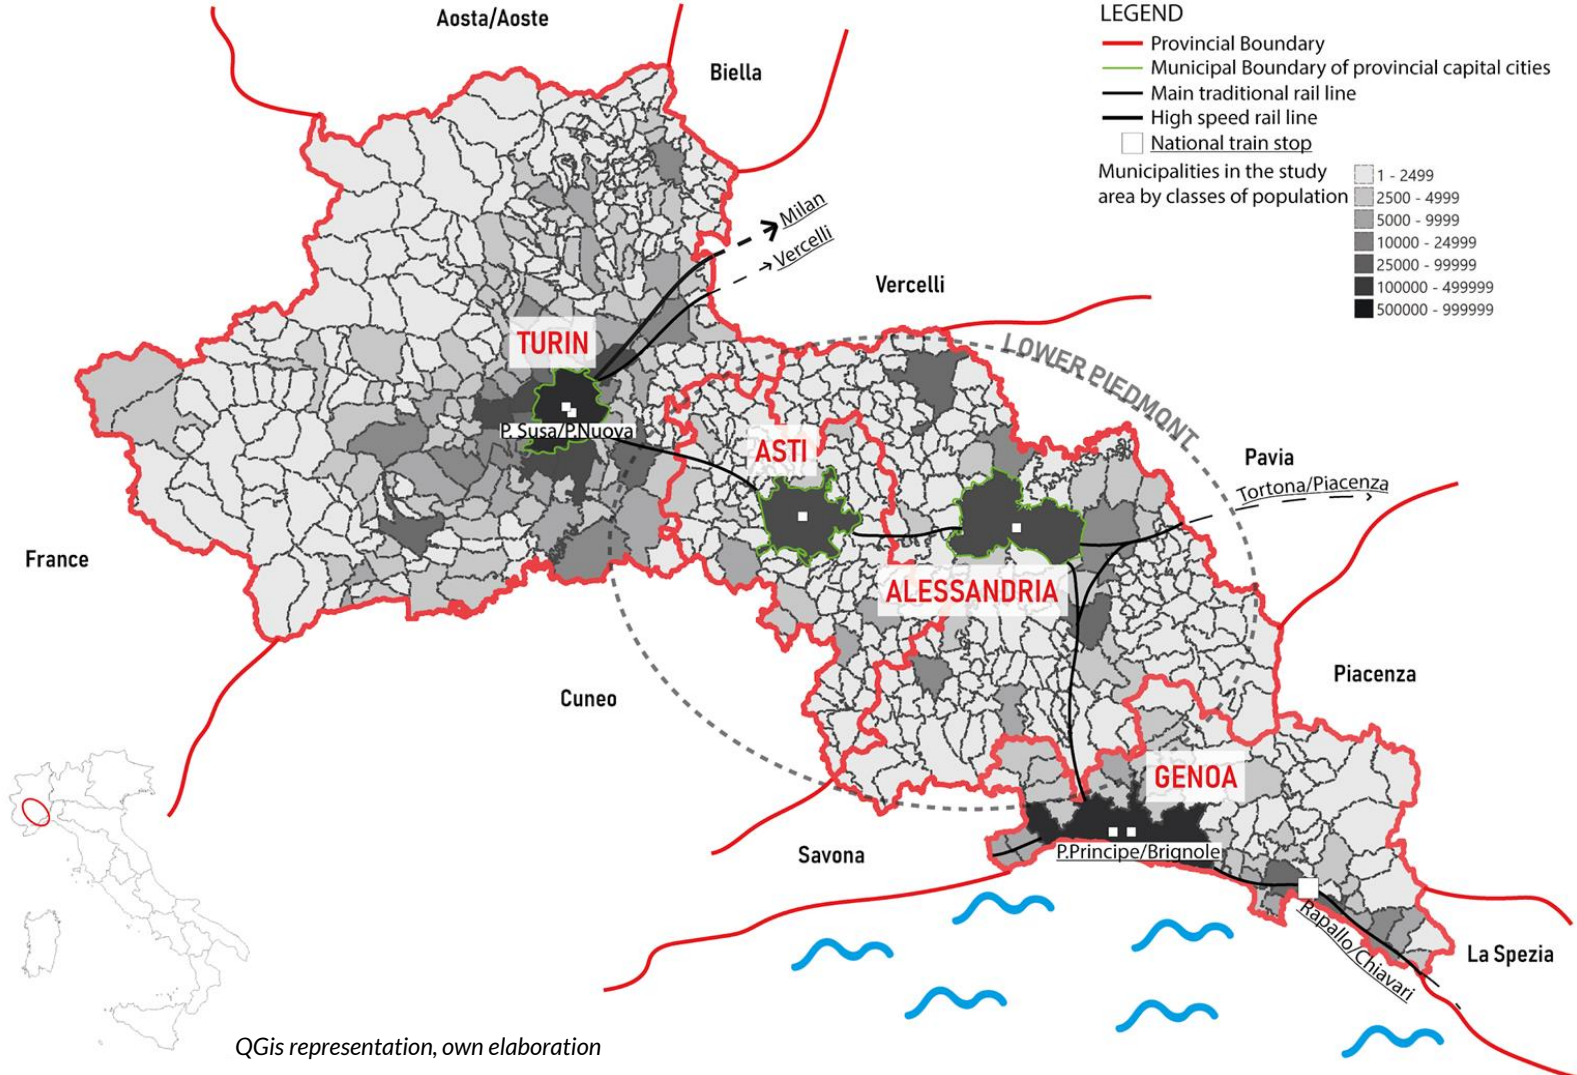 Aosta/Aoste
Biella
LEGEND
Provincial Boundary
Municipal Boundary of provincial capital cities
Main traditional rail line
High speed rail line
National train stop
Municipalities in the study
area by classes of population
1 - 2499
2500 - 4999
5000 - 9999
10000 - 24999
25000 - 99999
100000 - 499999
500000 - 999999
Milan
Vercelli
Vercelli
TURIN
LOWER PIEDMONT
P. Susa/P.Nuova
ASTI
Pavia
Tortona/Piacenza
France
ALESSANDRIA
Cuneo
Piacenza
GENOA
Savona
P.Principe/Brignole
Rapallo/Chiavari
La Spezia
QGis representation, own elaboration